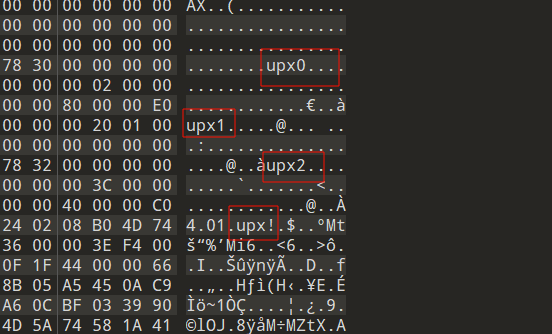 00 00 00 00 00 00 AX..(...........
00 00 00 00 00 00 ................
00 00 00 00 00 00 ................
78 30 00 00 00 00 ........upx0....
00 00 00 02 00 00 ................
00 00 80 00 00 E0 ............€..à
00 00 00 20 01 00 upx1.....@... ..
00 00 00 00 00 00 .:..............
78 32 00 00 00 00 ....@..àupx2....
00 00 00 3C 00 00 .....`.......<..
00 00 40 00 00 C0 ............@..À
24 02 08 B0 4D 74 4.01.upx!.$..°Mt
36 00 00 3E F4 00 š“%’Mi6..<6..>ô.
0F 1F 44 00 00 66 .I..ŠûÿnÿÃ..D..f
8B 05 A5 45 0A C9 ..„..Hƒì(H‹.¥E.É
A6 0C BF 03 39 90 Ìö~1ÒÇ....¦.¿.9.
4D 5A 74 58 1A 41 ©lOJ.8ÿåM÷MZtX.A